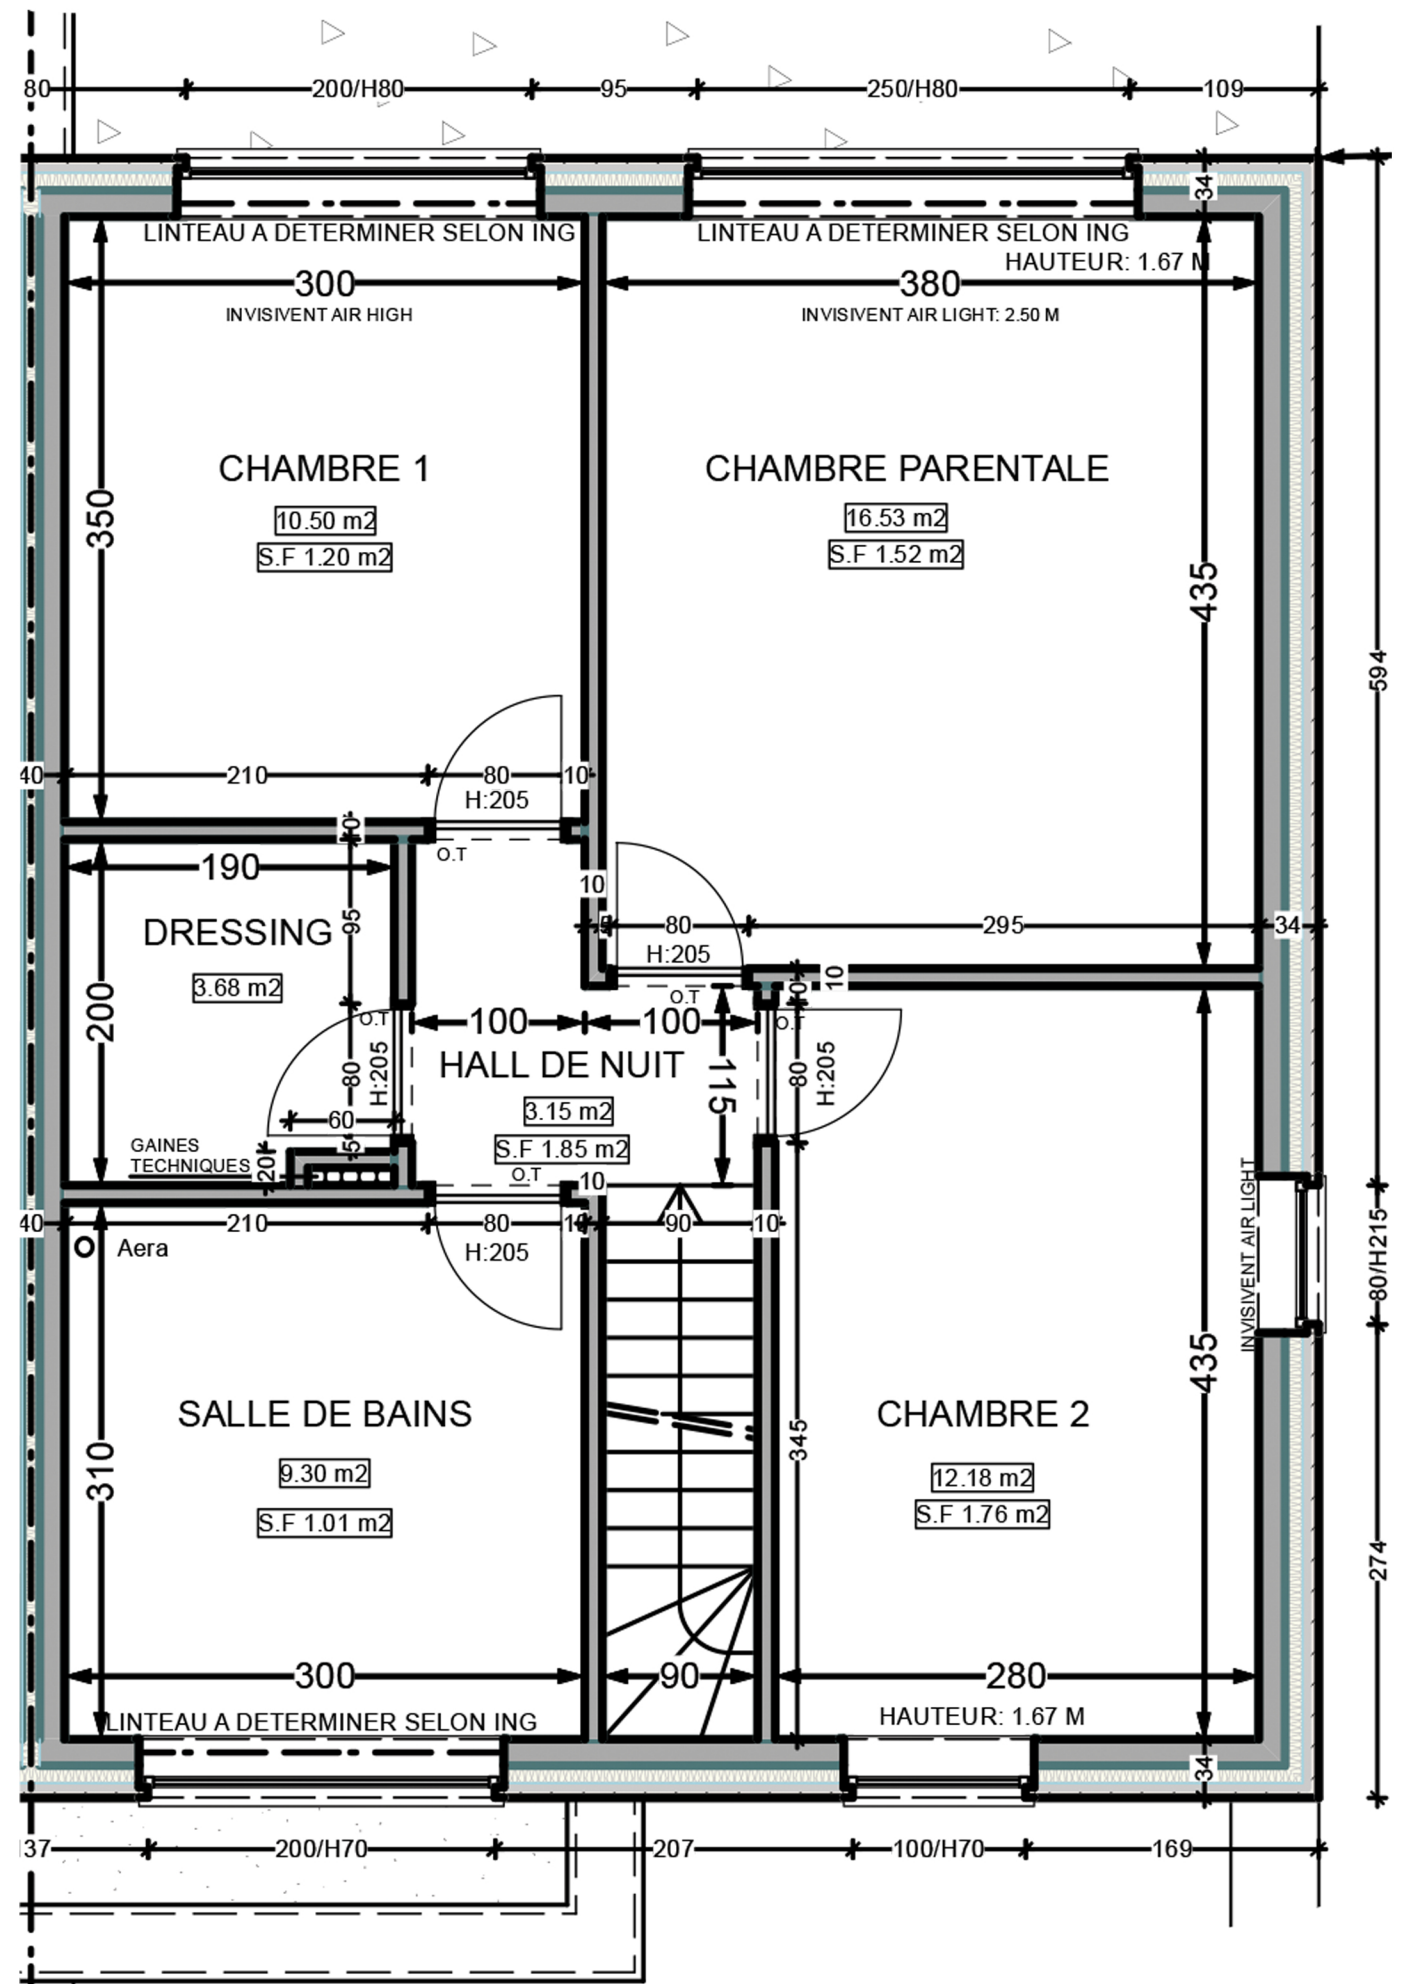 80
200/H80
95
250/H80
109
34
LINTEAU A DETERMINER SELON ING
LINTEAU A DETERMINER SELON ING
HAUTEUR: 1.67 M
300
380
INVISIVENT AIR HIGH
INVISIVENT AIR LIGHT: 2.50 M
CHAMBRE 1
10.50 m2
S.F 1.20 m2
CHAMBRE PARENTALE
16.53 m2
S.F 1.52 m2
350
435
594
40
210
80
10
H:205
10
O.T
190
10
DRESSING
95
5
80
295
34
H:205
3.68 m2
10
10
O.T
200
O.T
100
100
O.T
HALL DE NUIT
115
80
H:205
80
H:205
3.15 m2
60
S.F 1.85 m2
GAINES
TECHNIQUES
5
20
O.T
10
40
210
80
10
90
10
H:205
Aera
INVISIVENT AIR LIGHT
80/H215
SALLE DE BAINS
9.30 m2
S.F 1.01 m2
310
345
CHAMBRE 2
12.18 m2
S.F 1.76 m2
435
274
300
90
280
LINTEAU A DETERMINER SELON ING
HAUTEUR: 1.67 M
34
137
200/H70
207
100/H70
169